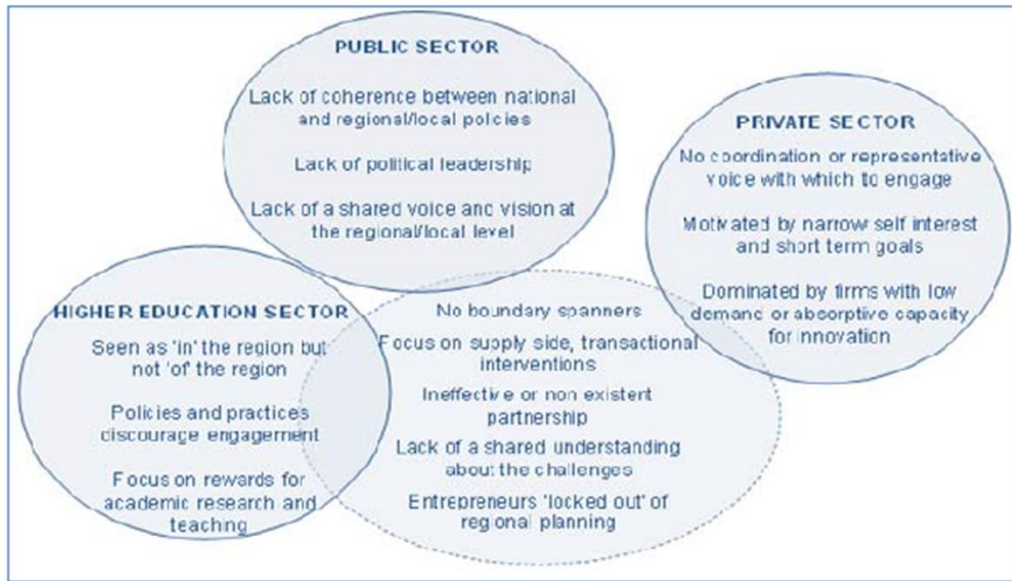 PUBLIC SECTOR
Lack of coherence between national
and regional/local policies
Lack of political leadership
Lack of a shared voice and vision at
the regional/local level
PRIVATE SECTOR
No coordination or representative
voice with which to engage
Motivated by narrow self interest
and short term goals
Dominated by firms with low
demand or absorptive capacity
for innovation
HIGHER EDUCATION SECTOR
Seen as 'in' the region but
not 'of' the region
Policies and practices
discourage engagement
Focus on rewards for
academic research and
teaching
No boundary spanners
Focus on supply side, transactional
interventions
Ineffective or non existent
partnership
Lack of a shared understanding
about the challenges
Entrepreneurs 'locked out' of
regional planning